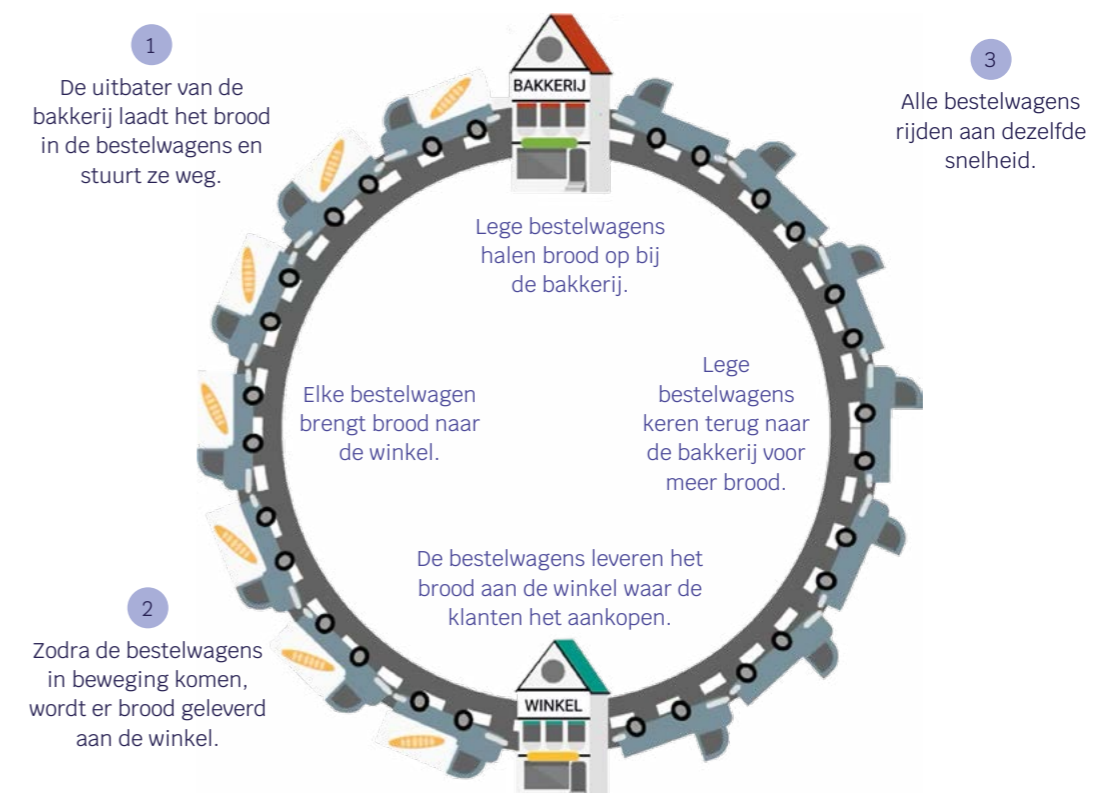 1
De uitbater van de
bakkerij laadt het brood
in de bestelwagens en
stuurt ze weg.
BAKKERIJ
3
Alle bestelwagens
rijden aan dezelfde
snelheid.
Lege bestelwagens
halen brood op bij
de bakkerij.
Elke bestelwagen
brengt brood naar
de winkel.
Lege
bestelwagens
keren terug naar
de bakkerij voor
meer brood.
De bestelwagens leveren het
brood aan de winkel waar de
klanten het aankopen.
2
Zodra de bestelwagens
in beweging komen,
wordt er brood geleverd
aan de winkel.
WINKEL